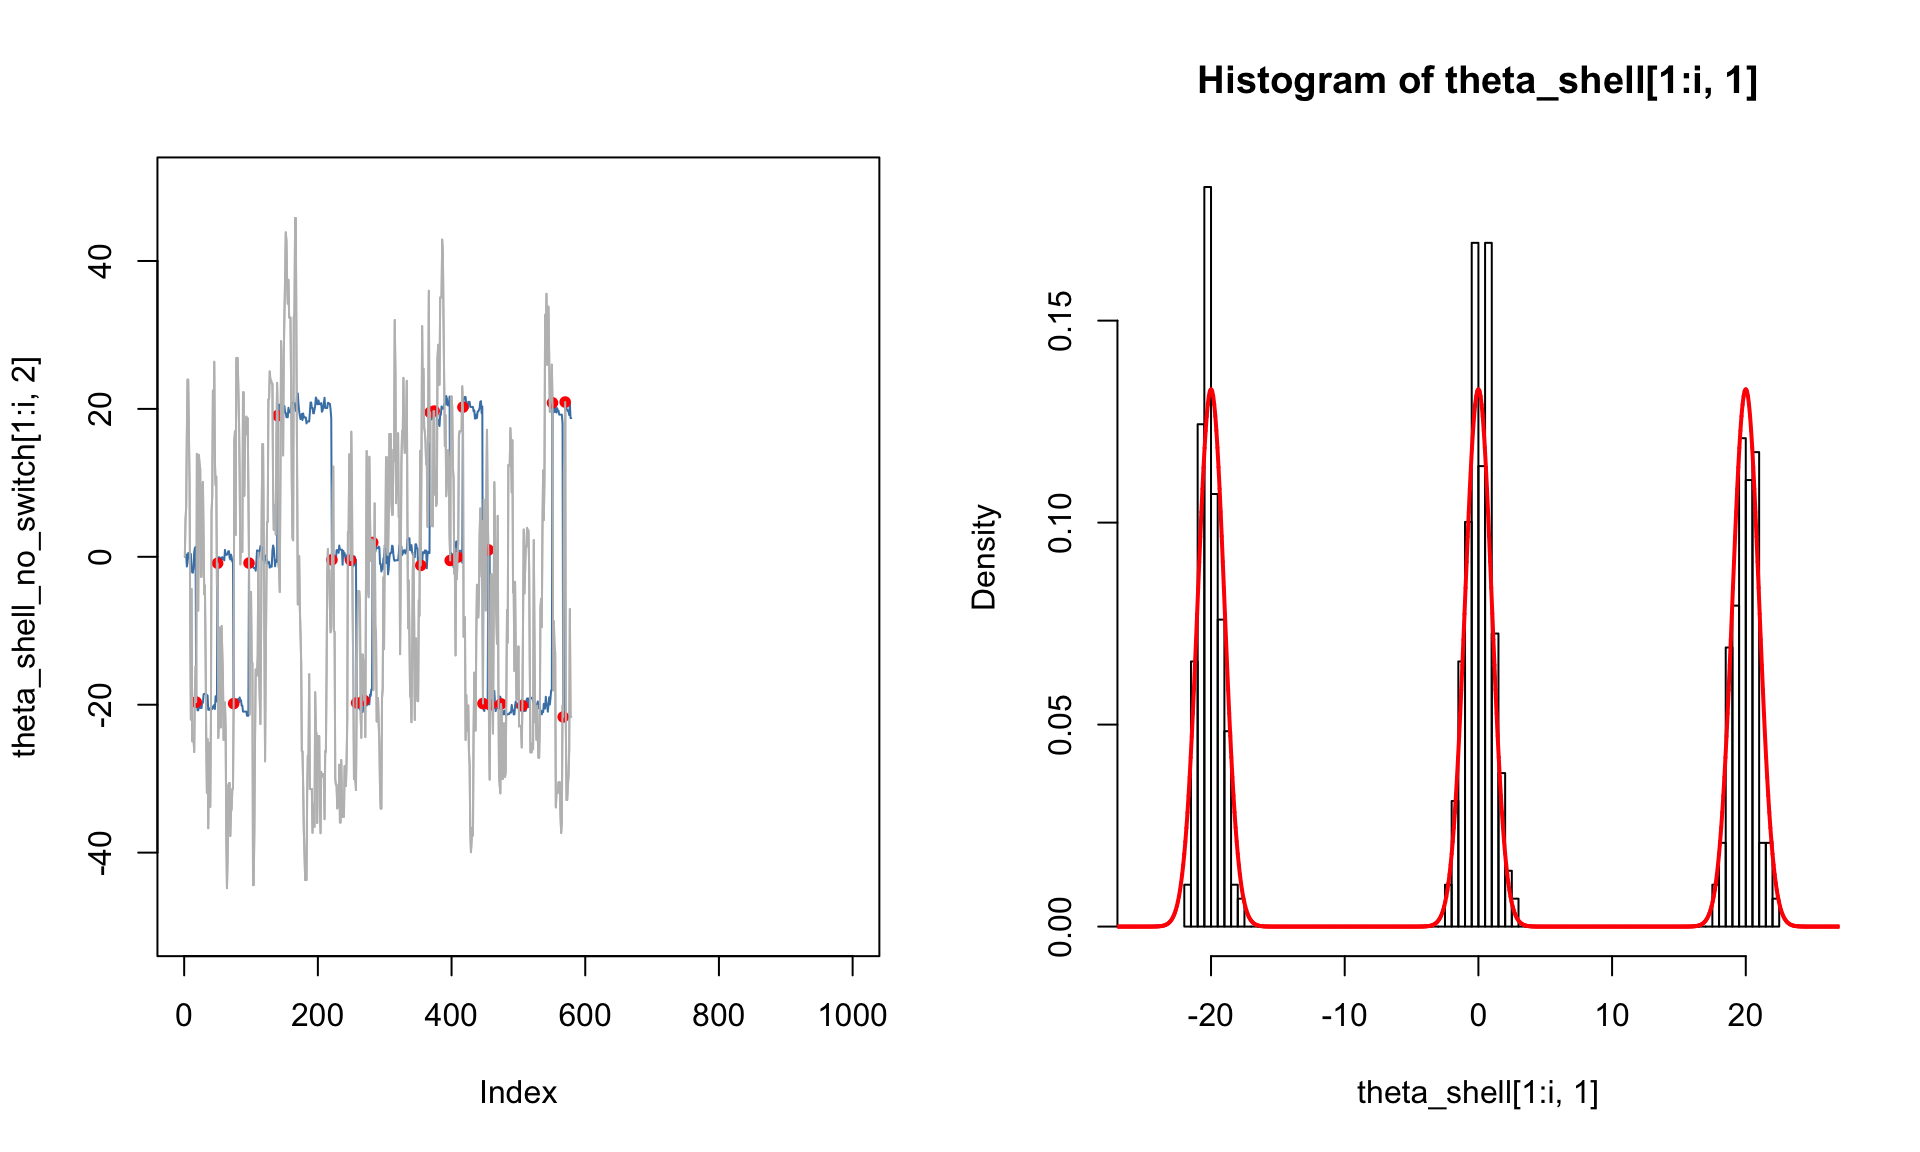 theta_shell_no_switch[1:i, 2]
40
20
0
-20
-40
0 200 400 600 800 1000
Index
Histogram of theta_shell[1:i, 1]
Density
0.15
0.10
0.05
0.00
-20 -10 0 10 20
theta_shell[1:i, 1]